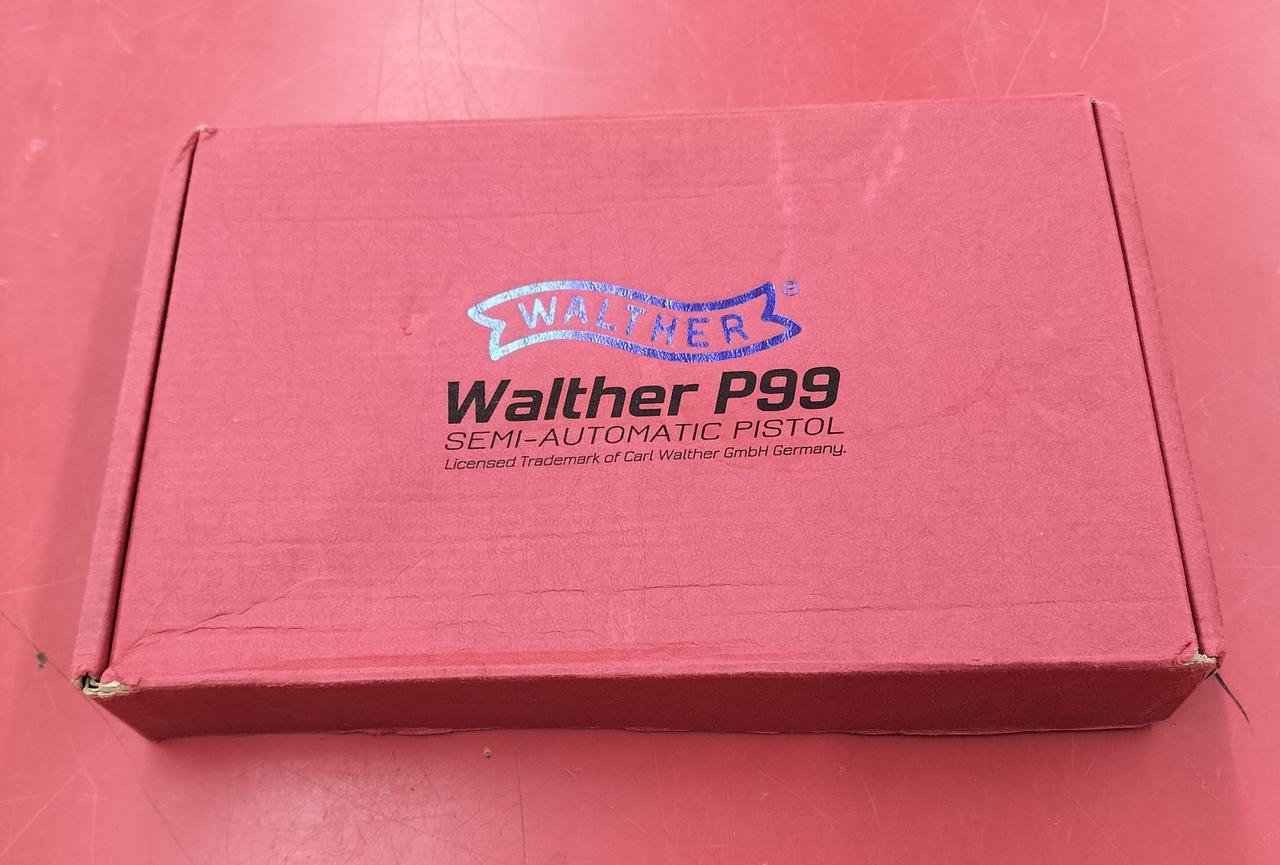 WALTHER®
Walther P99
SEMI-AUTOMATIC PISTOL
Licensed Trademark of Carl Walther GmbH Germany.